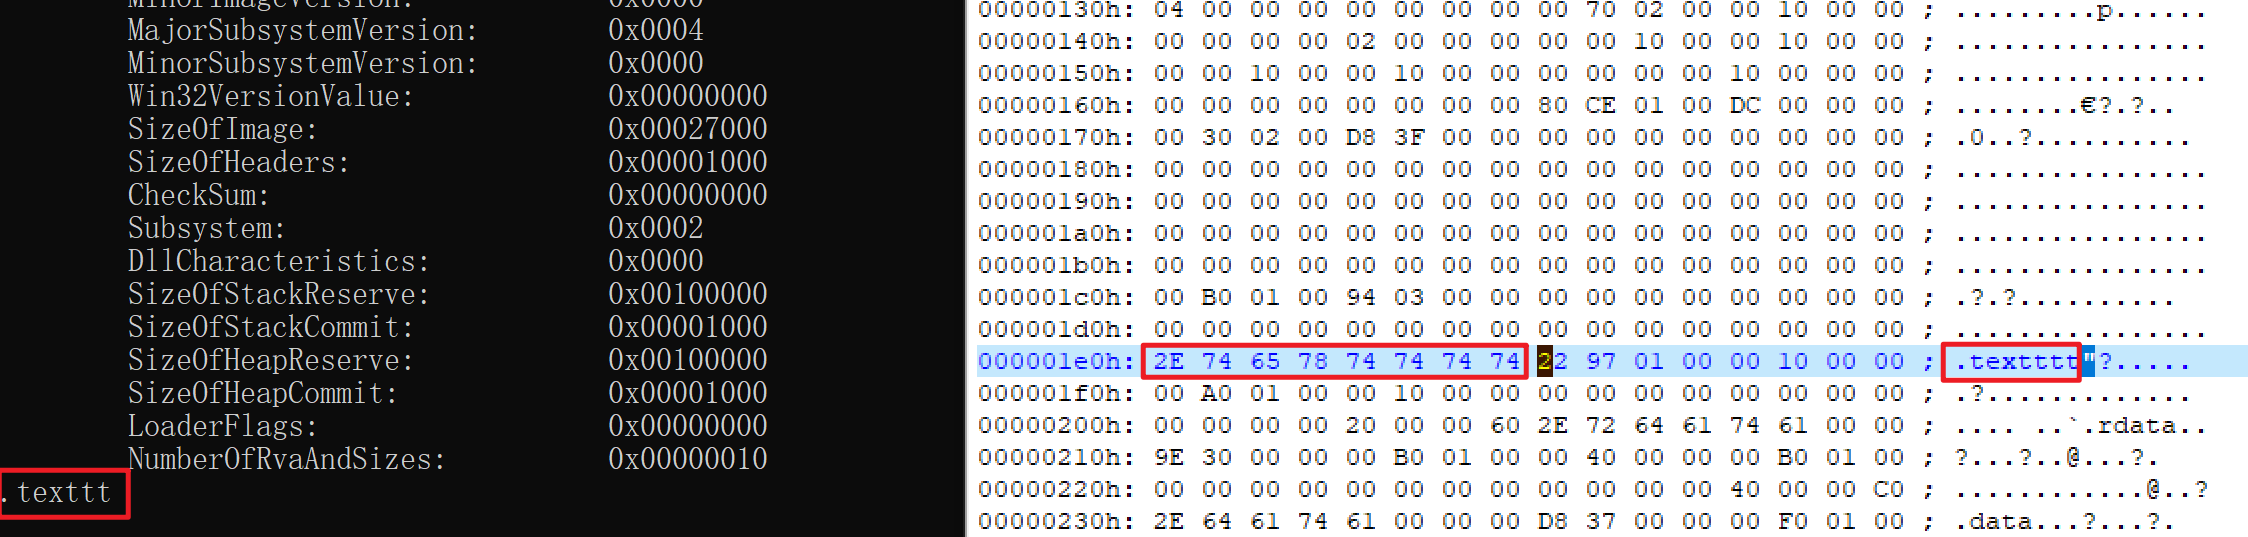 MinorImageVersion: 0x0000
MajorSubsystemVersion: 0x0004
MinorSubsystemVersion: 0x0000
Win32VersionValue: 0x00000000
SizeOfImage: 0x00027000
SizeOfHeaders: 0x00001000
CheckSum: 0x00000000
Subsystem: 0x0002
DllCharacteristics: 0x0000
SizeOfStackReserve: 0x00100000
SizeOfStackCommit: 0x00001000
SizeOfHeapReserve: 0x00100000
SizeOfHeapCommit: 0x00001000
LoaderFlags: 0x00000000
NumberOfRvaAndSizes: 0x00000010
.texttt
00000130h: 04 00 00 00 00 00 00 00 00 70 02 00 00 10 00 00 ; .........p......
00000140h: 00 00 00 00 02 00 00 00 00 00 10 00 00 10 00 00 ; ................
00000150h: 00 00 10 00 00 10 00 00 00 00 00 00 10 00 00 00 ; ................
00000160h: 00 00 00 00 00 00 00 00 80 CE 01 00 DC 00 00 00 ; ........€?.?..
00000170h: 00 30 02 00 D8 3F 00 00 00 00 00 00 00 00 00 00 ; .0..?..........
00000180h: 00 00 00 00 00 00 00 00 00 00 00 00 00 00 00 00 ; ................
00000190h: 00 00 00 00 00 00 00 00 00 00 00 00 00 00 00 00 ; ................
000001a0h: 00 00 00 00 00 00 00 00 00 00 00 00 00 00 00 00 ; ................
000001b0h: 00 00 00 00 00 00 00 00 00 00 00 00 00 00 00 00 ; ................
000001c0h: 00 B0 01 00 94 03 00 00 00 00 00 00 00 00 00 00 ; .?.?..........
000001d0h: 00 00 00 00 00 00 00 00 00 00 00 00 00 00 00 00 ; ................
000001e0h: 2E 74 65 78 74 74 74 74 22 97 01 00 00 10 00 00 ; .textttt"?.....
000001f0h: 00 A0 01 00 00 10 00 00 00 00 00 00 00 00 00 00 ; .?.............
00000200h: 00 00 00 00 20 00 00 60 2E 72 64 61 74 61 00 00 ; .... ..`.rdata..
00000210h: 9E 30 00 00 00 B0 01 00 00 40 00 00 00 B0 01 00 ; ?...?..@...?.
00000220h: 00 00 00 00 00 00 00 00 00 00 00 00 40 00 00 C0 ; ............@..?
00000230h: 2E 64 61 74 61 00 00 00 D8 37 00 00 00 F0 01 00 ; .data...?...?.